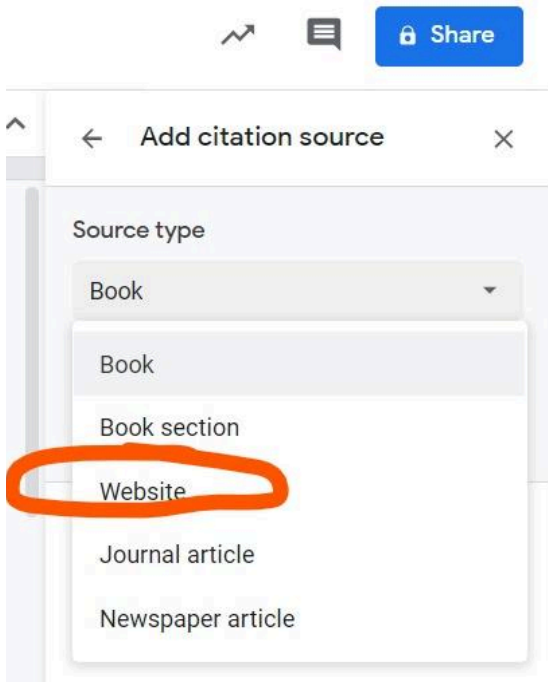 Share
Add citation source
Source type
Book
Book
Book section
Website
Journal article
Newspaper article